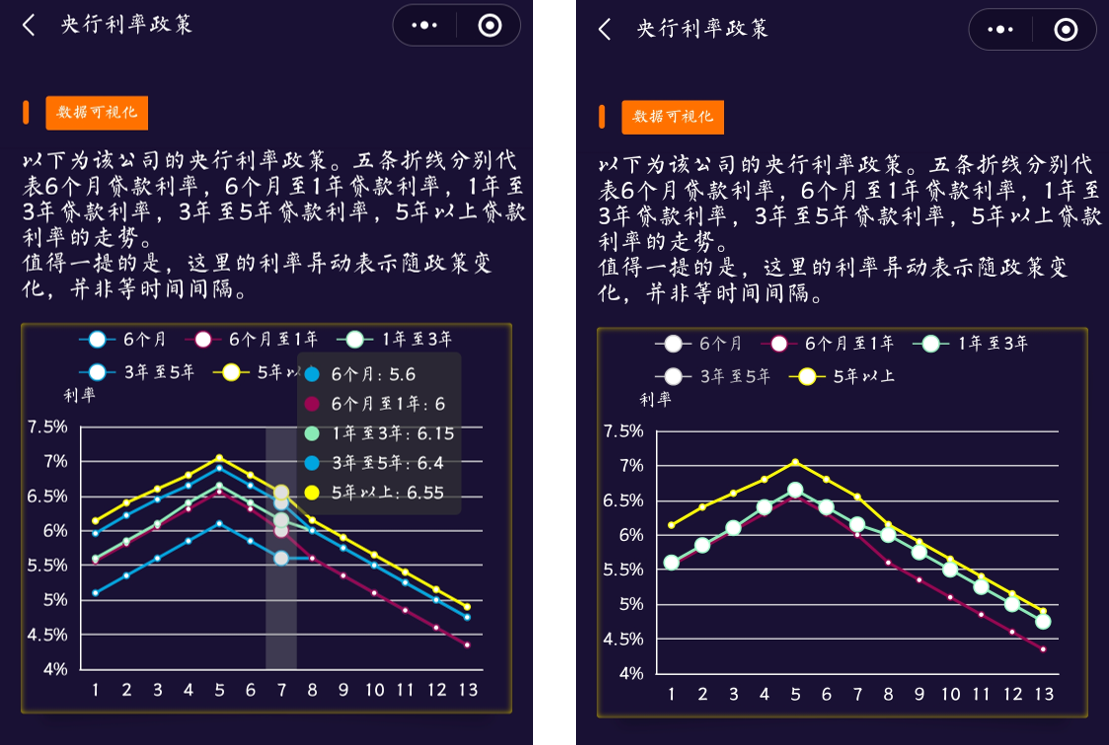 央行利率政策
数据可视化
以下为该公司的央行利率政策。五条折线分别代
表6个月贷款利率，6个月至1年贷款利率，1年至
3年贷款利率，3年至5年贷款利率，5年以上贷款
利率的走势。
值得一提的是，这里的利率异动表示随政策变
化，并非等时间间隔。
6个月 6个月至1年 1年至3年
3年至5年 5年以
利率
6个月: 5.6
6个月至1年: 6
1年至3年: 6.15
3年至5年: 6.4
5年以上: 6.55
7.5%
7%
6.5%
6%
5.5%
5%
4.5%
4%
1 2 3 4 5 6 7 8 9 10 11 12 13
央行利率政策
数据可视化
以下为该公司的央行利率政策。五条折线分别代
表6个月贷款利率，6个月至1年贷款利率，1年至
3年贷款利率，3年至5年贷款利率，5年以上贷款
利率的走势。
值得一提的是，这里的利率异动表示随政策变
化，并非等时间间隔。
6个月 6个月至1年 1年至3年
3年至5年 5年以上
利率
7.5%
7%
6.5%
6%
5.5%
5%
4.5%
4%
1 2 3 4 5 6 7 8 9 10 11 12 13